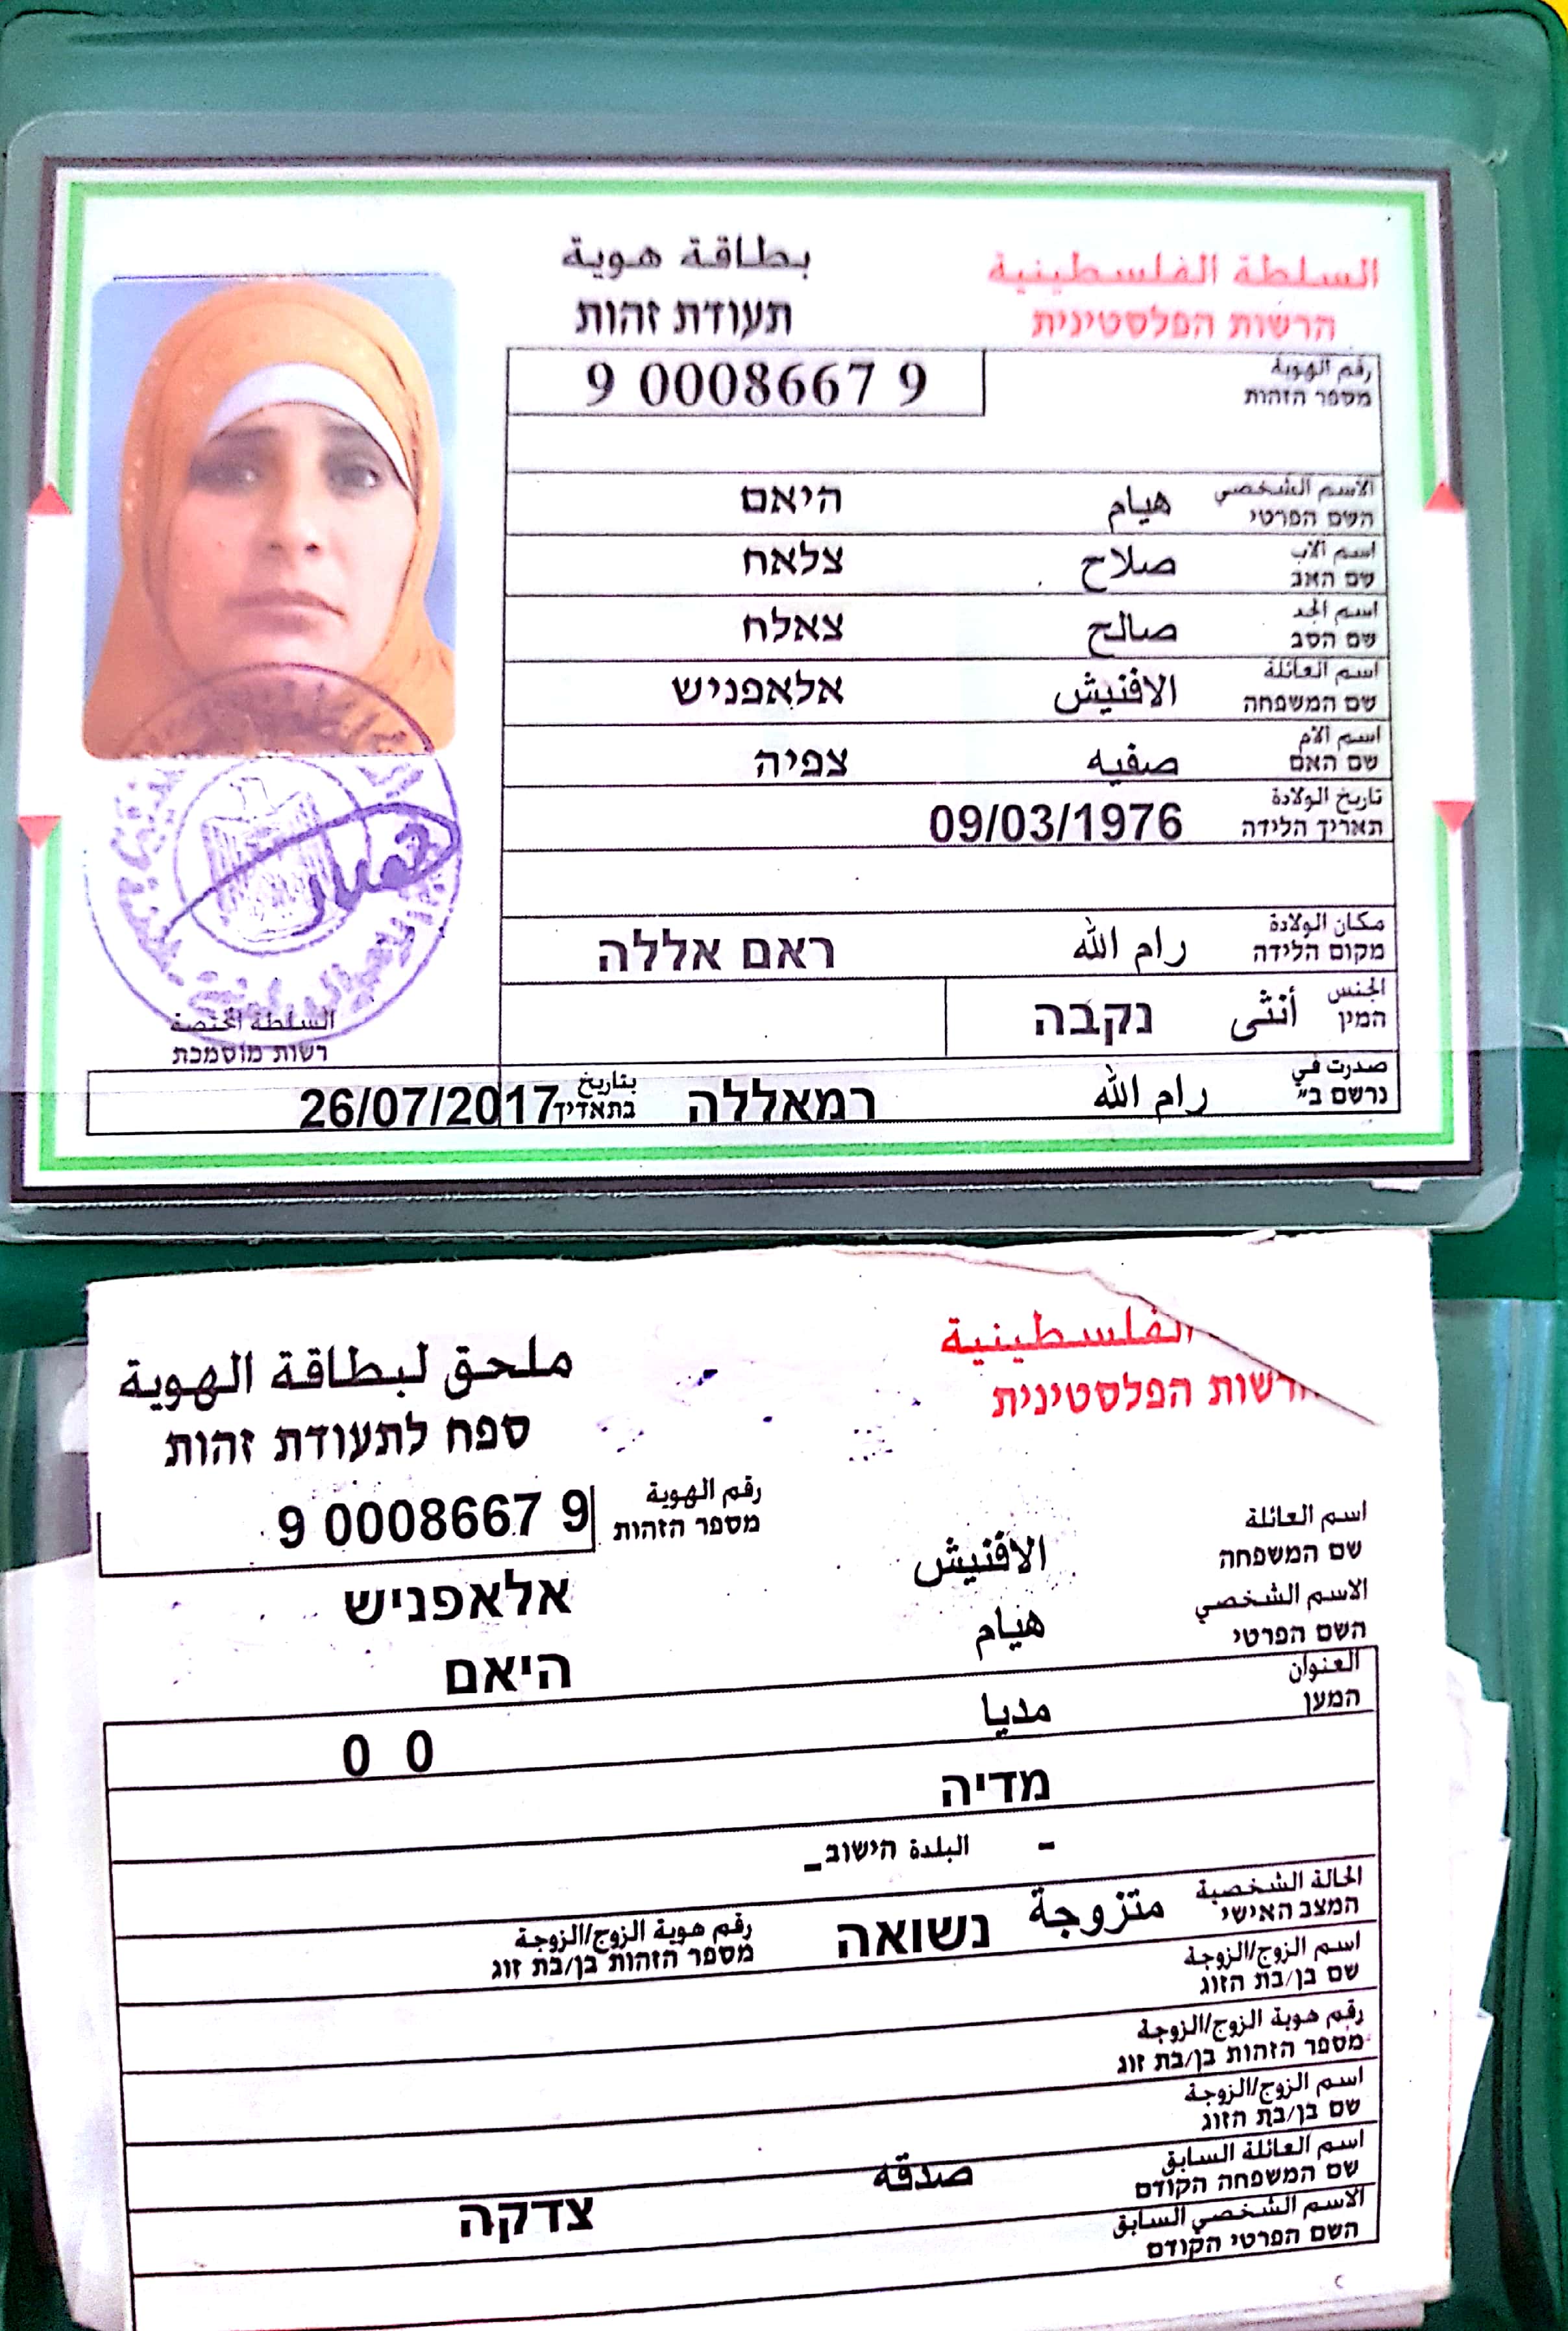 السلطة الفلسطينية
הרשות הפלסטינית
بطاقة هوية
תעודת זהות
رقم الهوية
מספר הזהות
9 0008667 9
الاسم الشخصي
השם הפרטי
هيام היאם
اسم الاب
שם האב
صلاح צלאח
اسم الجد
שם הסב
صالح צאלח
اسم العائلة
שם המשפחה
الافنيش אלאפניש
اسم الام
שם האם
صفيه צפיה
تاريخ الولادة
תאריך הלידה
09/03/1976
مكان الولادة
מקום הלידה
رام الله ראם אללה
الجنس
המין
أنثى נקבה
صدرت في
נרשם ב"
رام الله רמאללה
بتاريخ
בתאריך
26/07/2017
السلطة المختصة
רשות מוסמכת
الفلسطينية
הרשות הפלסטינית
ملحق لبطاقة الهوية
ספח לתעודת זהות
رقم الهوية
מספר הזהות
9 0008667 9
اسم العائلة
שם המשפחה
الافنيش אלאפניש
الاسم الشخصي
השם הפרטי
هيام היאם
العنوان
המען
مديا 0 0
מדיה
- البلدة הישוב -
الحالة الشخصية
המצב האישי
متزوجة נשואה
رقم هوية الزوج/الزوجة
מספר הזהות בן/בת זוג
اسم الزوج/الزوجة
שם בן/בת הזוג
رقم هوية الزوج/الزوجة
מספר הזהות בן/בת זוג
اسم الزوج/الزوجة
שם בן/בת הזוג
اسم العائلة السابق
שם המשפחה הקודם
صدقه צדקה
الاسم الشخصي السابق
השם הפרטי הקודם